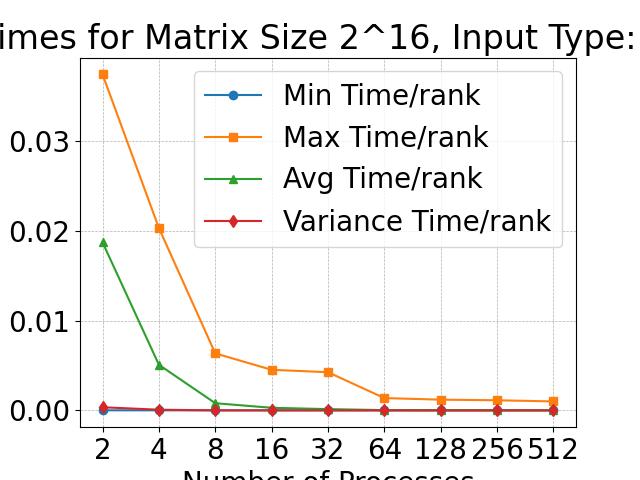 imes for Matrix Size 2^16, Input Type:
Min Time/rank
Max Time/rank
Avg Time/rank
Variance Time/rank
0.03
0.02
0.01
0.00
2 4 8 16 32 64 128 256 512
Number of Processes